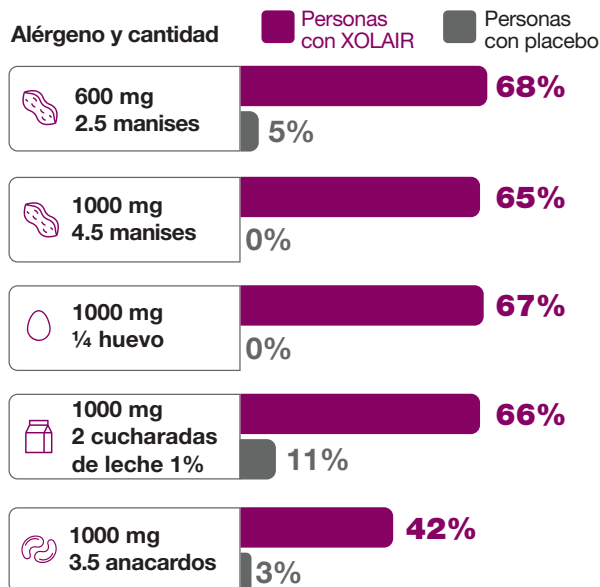 Alérgeno y cantidad
Personas
con XOLAIR
Personas
con placebo
600 mg
2.5 manises
68%
5%
1000 mg
4.5 manises
65%
0%
1000 mg
¼ huevo
67%
0%
1000 mg
2 cucharadas
de leche 1%
66%
11%
1000 mg
3.5 anacardos
42%
3%